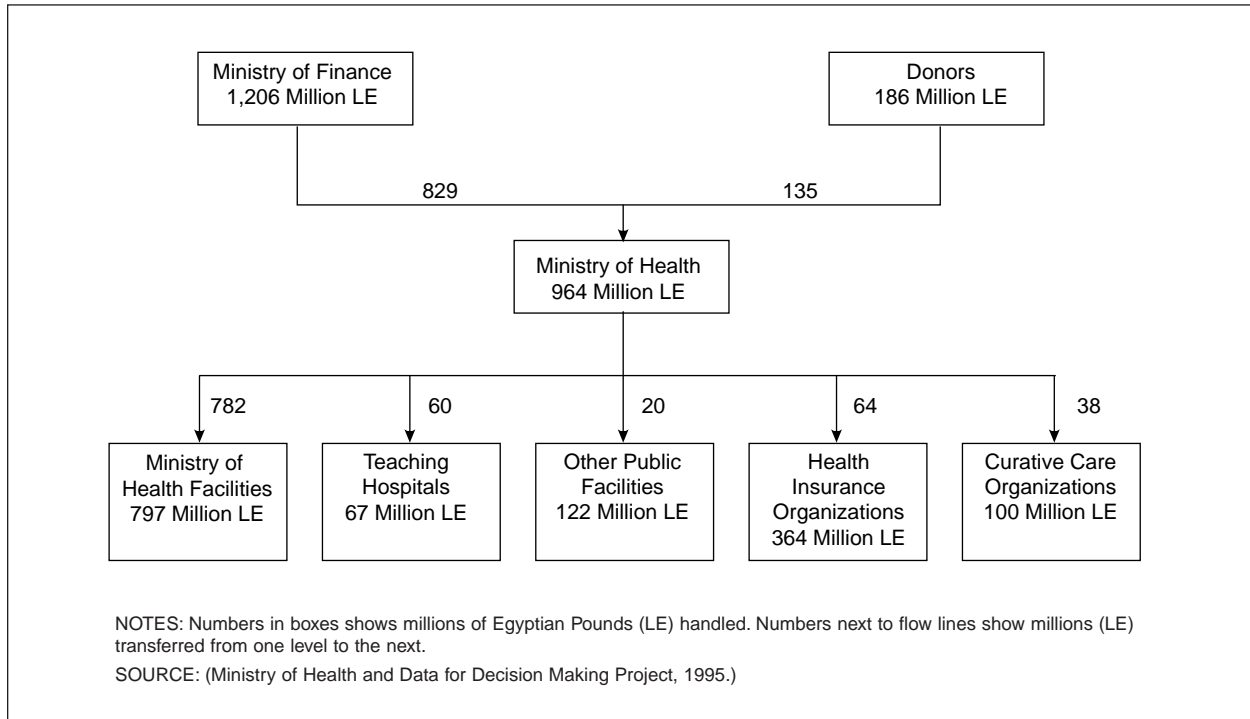 Ministry of Finance
1,206 Million LE
Donors
186 Million LE
829
135
Ministry of Health
964 Million LE
782
60
20
64
38
Ministry of
Health Facilities
797 Million LE
Teaching
Hospitals
67 Million LE
Other Public
Facilities
122 Million LE
Health
Insurance
Organizations
364 Million LE
Curative Care
Organizations
100 Million LE
NOTES: Numbers in boxes shows millions of Egyptian Pounds (LE) handled. Numbers next to flow lines show millions (LE)
transferred from one level to the next.
SOURCE: (Ministry of Health and Data for Decision Making Project, 1995.)